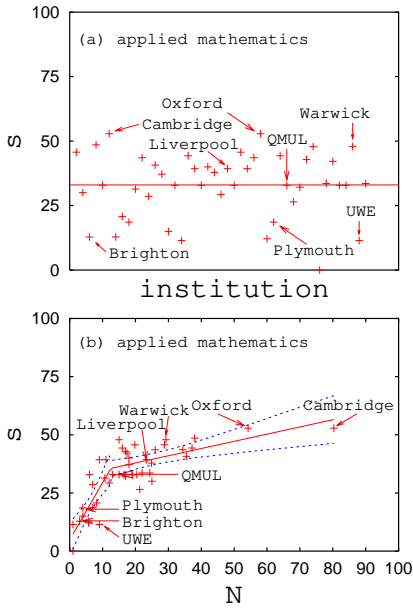 100
(a) applied mathematics
75
Oxford
Cambridge
Warwick
Liverpool
QMUL
s
50
25
UWE
Brighton
Plymouth
0
institution
100
(b) applied mathematics
75
Warwick
Oxford
Cambridge
Liverpool
s
50
QMUL
25
Plymouth
Brighton
UWE
0
0 10 20 30 40 50 60 70 80 90 100
N